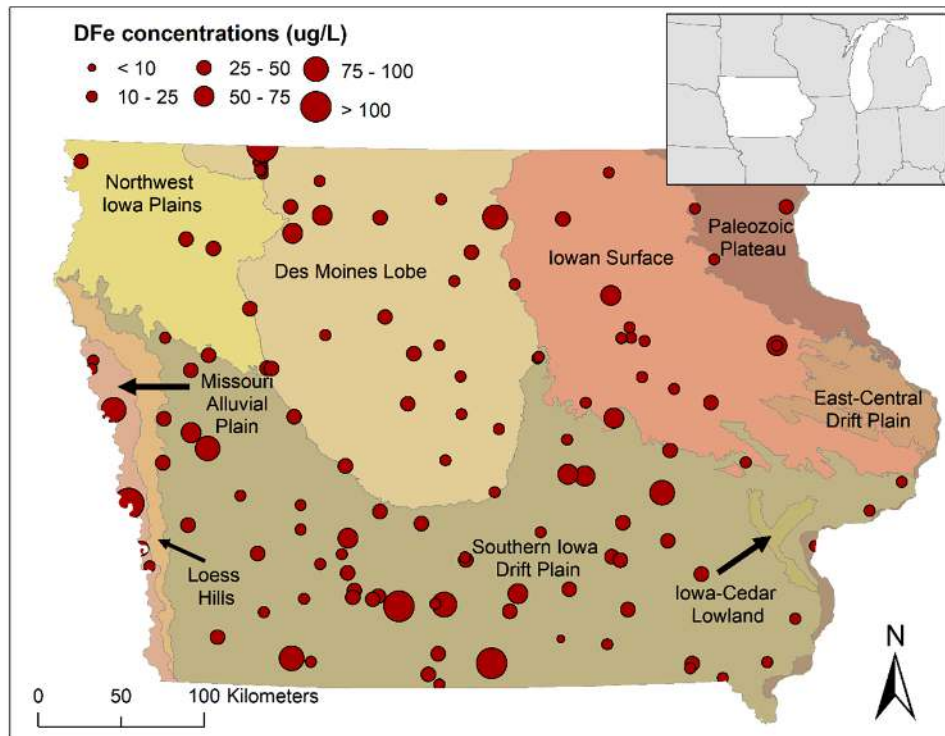 DFe concentrations (ug/L)
< 10
25 - 50
75 - 100
10 - 25
50 - 75
> 100
Northwest
Iowa Plains
Des Moines Lobe
Iowan Surface
Paleozoic
Plateau
Missouri
Alluvial
Plain
East-Central
Drift Plain
Loess
Hills
Southern Iowa
Drift Plain
Iowa-Cedar
Lowland
N
0 50 100 Kilometers